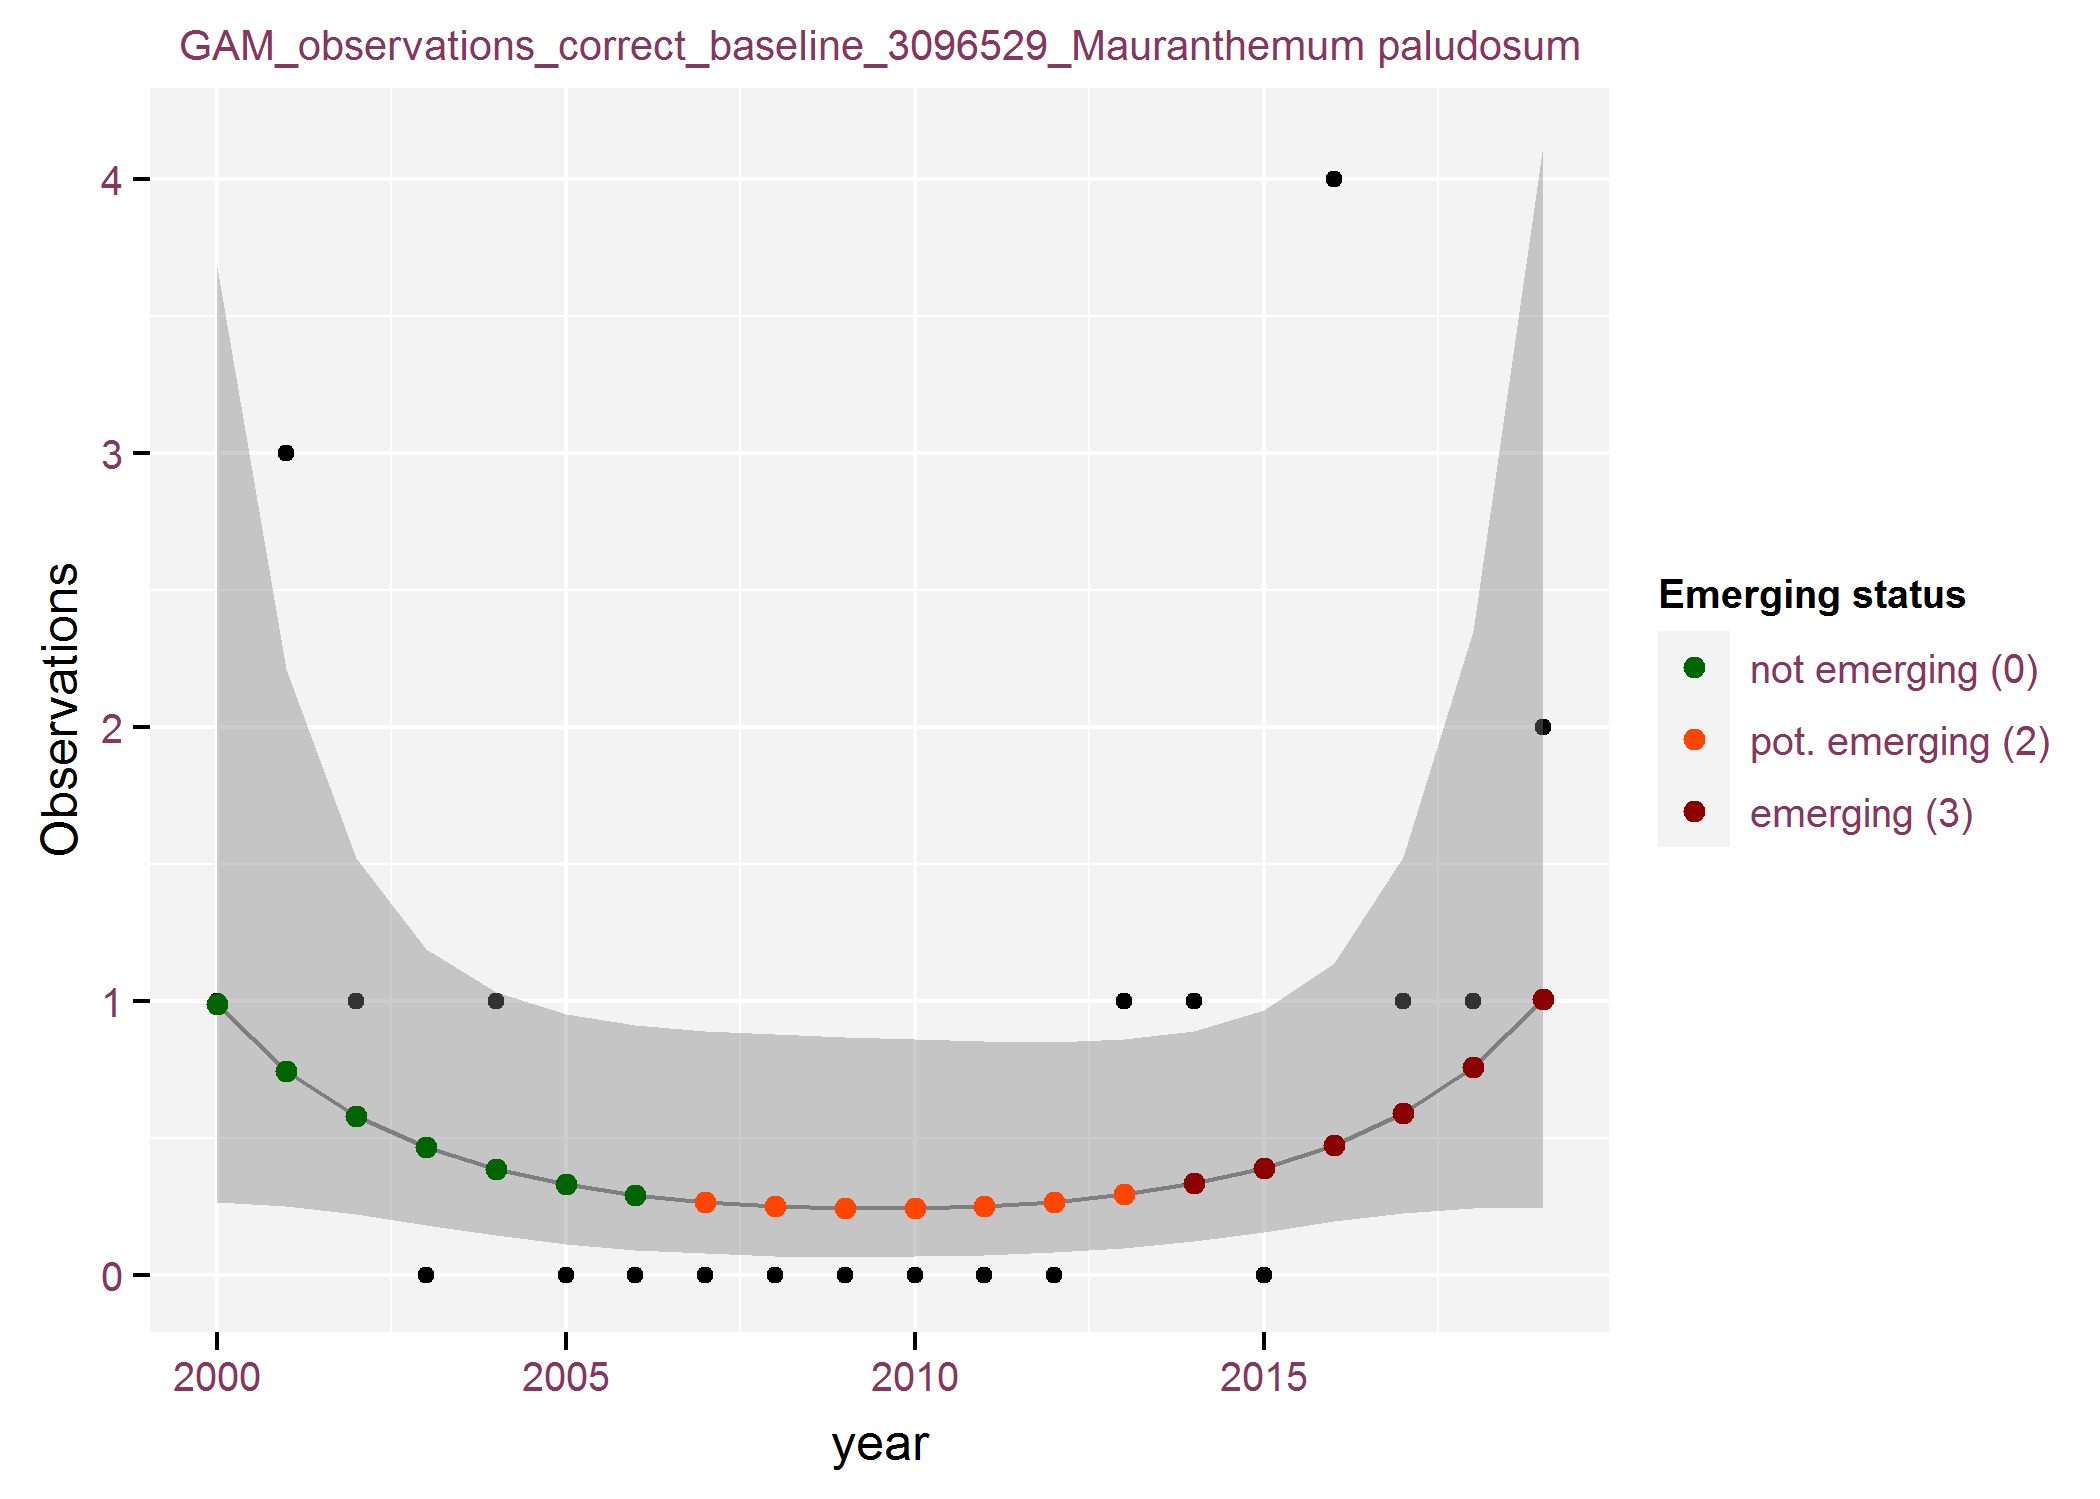 GAM_observations_correct_baseline_3096529_Mauranthemum paludosum
4
3
2
1
0
Observations
2000 2005 2010 2015
year
Emerging status
not emerging (0)
pot. emerging (2)
emerging (3)